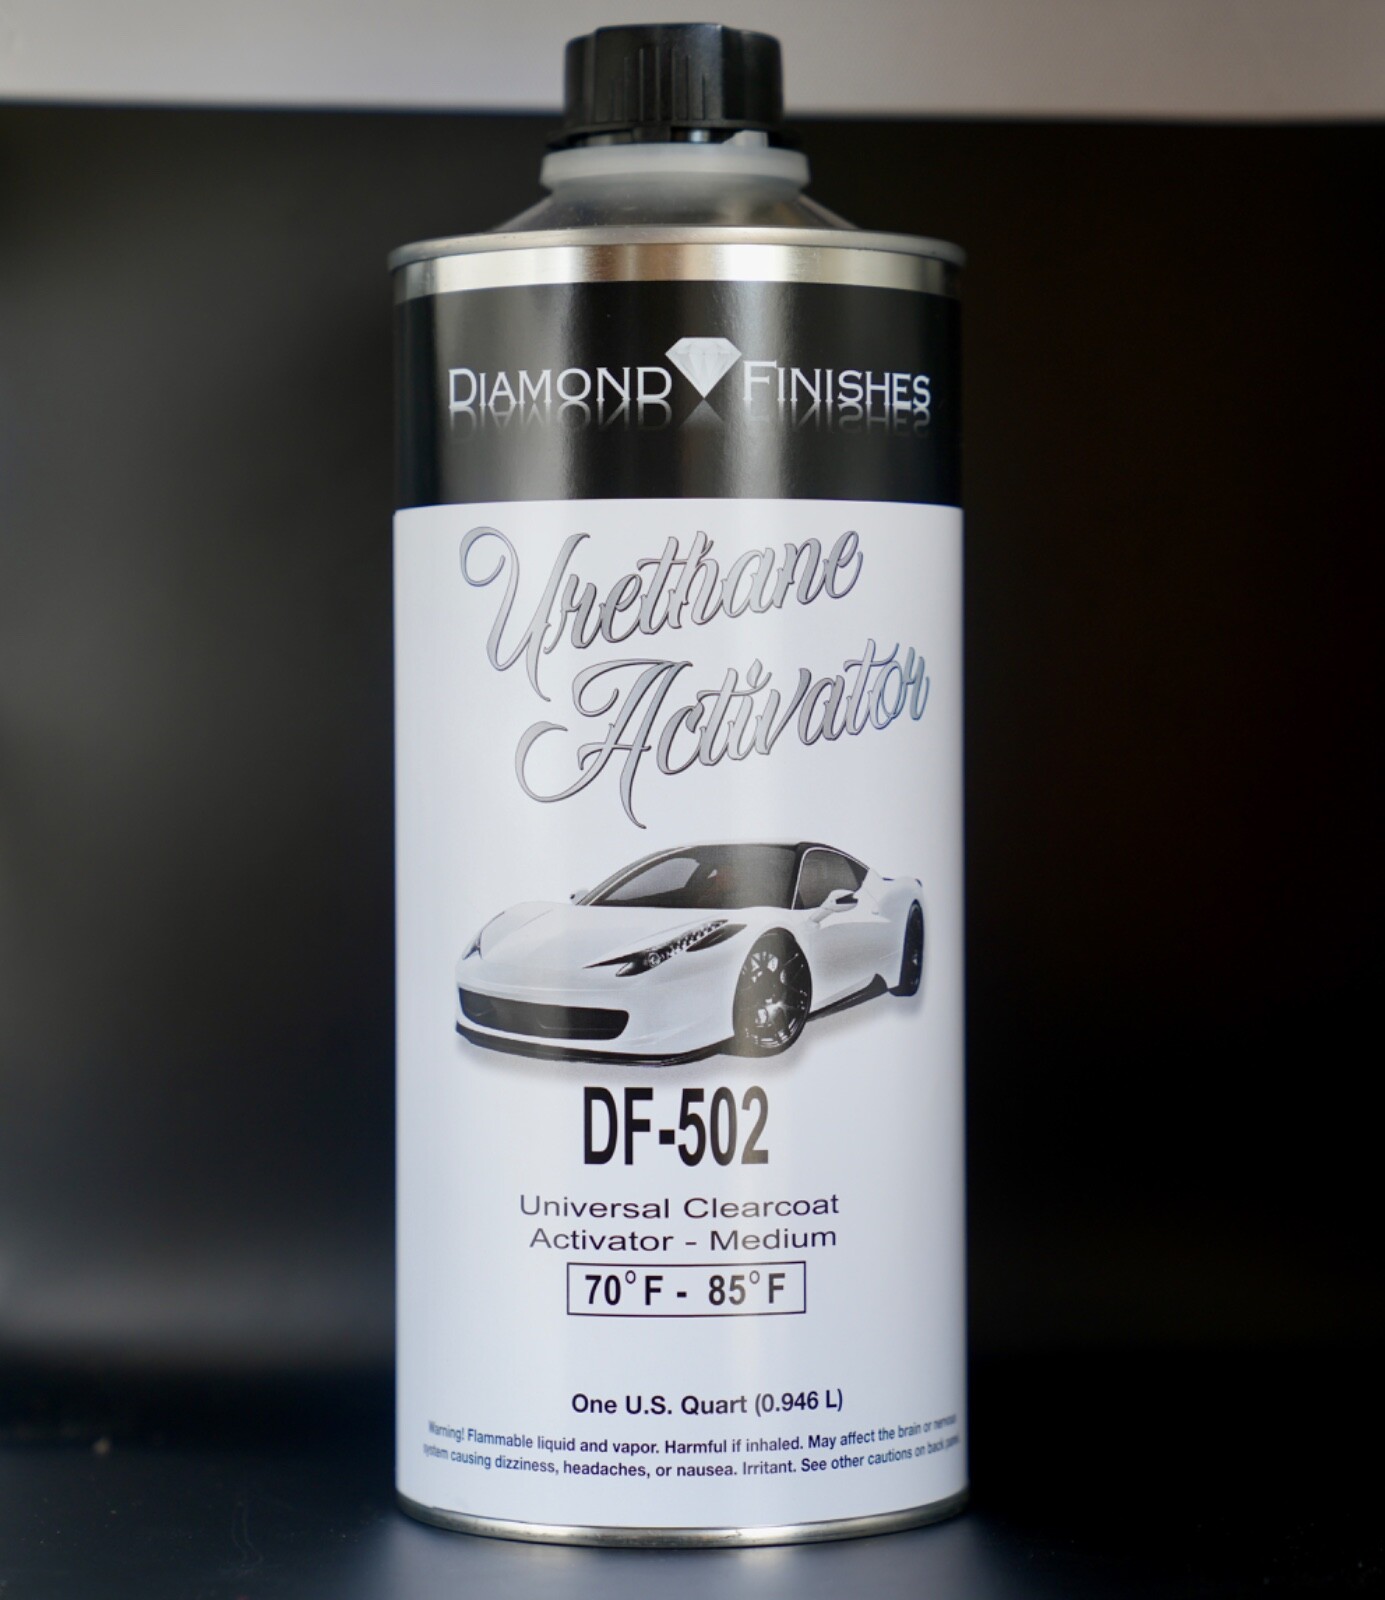 DIAMOND FINISHES
Urethane
Activator
DF-502
Universal Clearcoat
Activator - Medium
70°F - 85°F
One U.S. Quart (0.946 L)
Warning! Flammable liquid and vapor. Harmful if inhaled. May affect the brain or nervous
system causing dizziness, headaches, or nausea. Irritant. See other cautions on back panel.